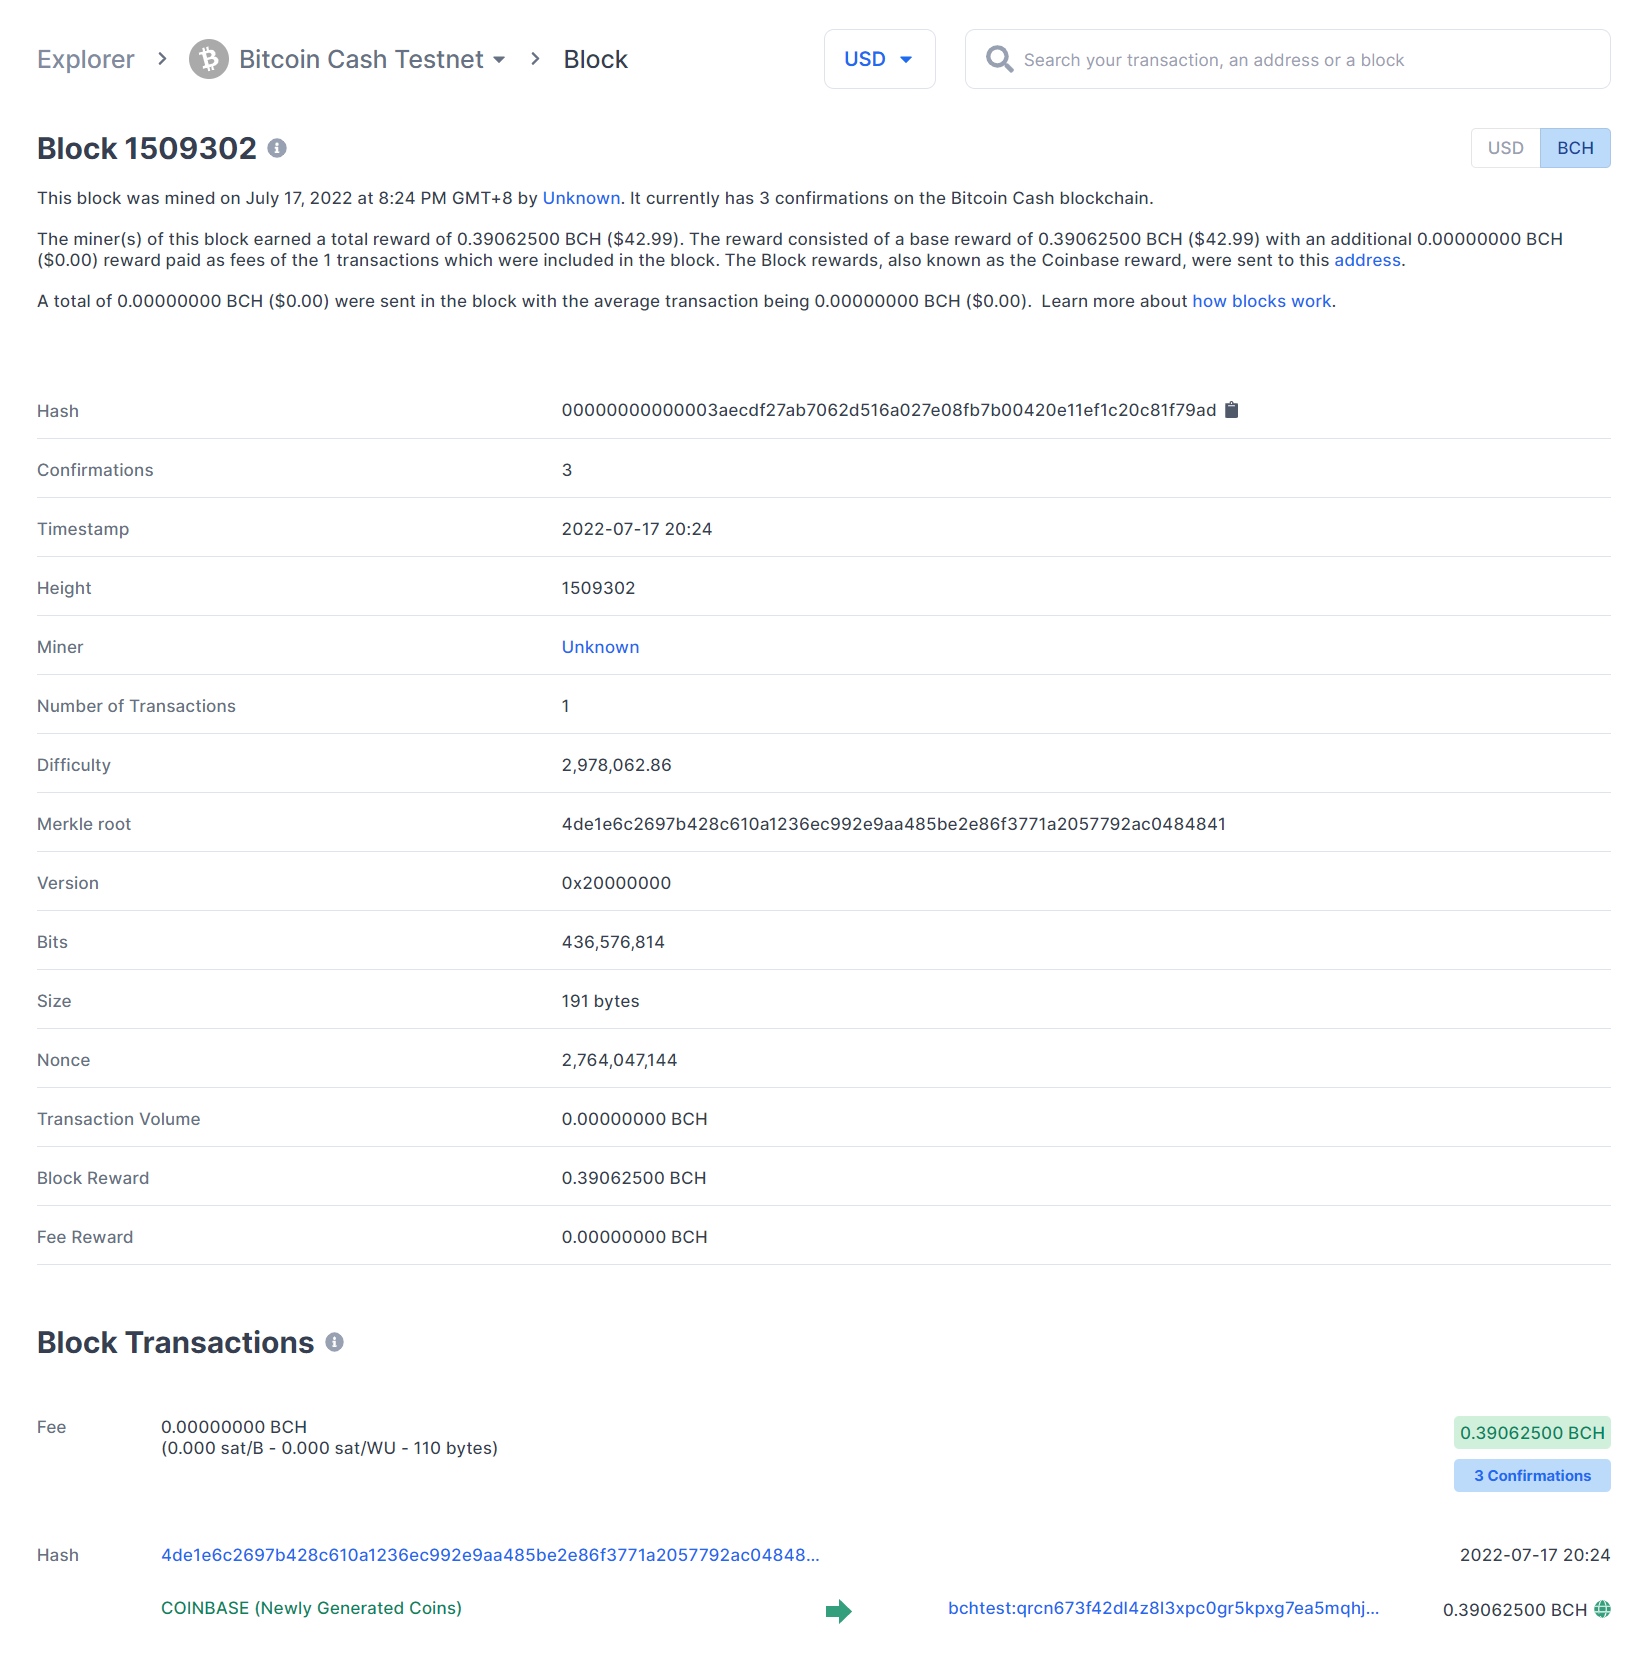 Explorer > Bitcoin Cash Testnet > Block
USD
Search your transaction, an address or a block
Block 1509302
USD BCH
This block was mined on July 17, 2022 at 8:24 PM GMT+8 by Unknown. It currently has 3 confirmations on the Bitcoin Cash blockchain.
The miner(s) of this block earned a total reward of 0.39062500 BCH ($42.99). The reward consisted of a base reward of 0.39062500 BCH ($42.99) with an additional 0.00000000 BCH
($0.00) reward paid as fees of the 1 transactions which were included in the block. The Block rewards, also known as the Coinbase reward, were sent to this address.
A total of 0.00000000 BCH ($0.00) were sent in the block with the average transaction being 0.00000000 BCH ($0.00).  Learn more about how blocks work.
Hash 00000000000003aecdf27ab7062d516a027e08fb7b00420e11ef1c20c81f79ad
Confirmations 3
Timestamp 2022-07-17 20:24
Height 1509302
Miner Unknown
Number of Transactions 1
Difficulty 2,978,062.86
Merkle root 4de1e6c2697b428c610a1236ec992e9aa485be2e86f3771a2057792ac0484841
Version 0x20000000
Bits 436,576,814
Size 191 bytes
Nonce 2,764,047,144
Transaction Volume 0.00000000 BCH
Block Reward 0.39062500 BCH
Fee Reward 0.00000000 BCH
Block Transactions
Fee 0.00000000 BCH
(0.000 sat/B - 0.000 sat/WU - 110 bytes)
0.39062500 BCH
3 Confirmations
Hash 4de1e6c2697b428c610a1236ec992e9aa485be2e86f3771a2057792ac04848... 2022-07-17 20:24
COINBASE (Newly Generated Coins) bchtest:qrcn673f42dl4z8l3xpc0gr5kpxg7ea5mqhj... 0.39062500 BCH